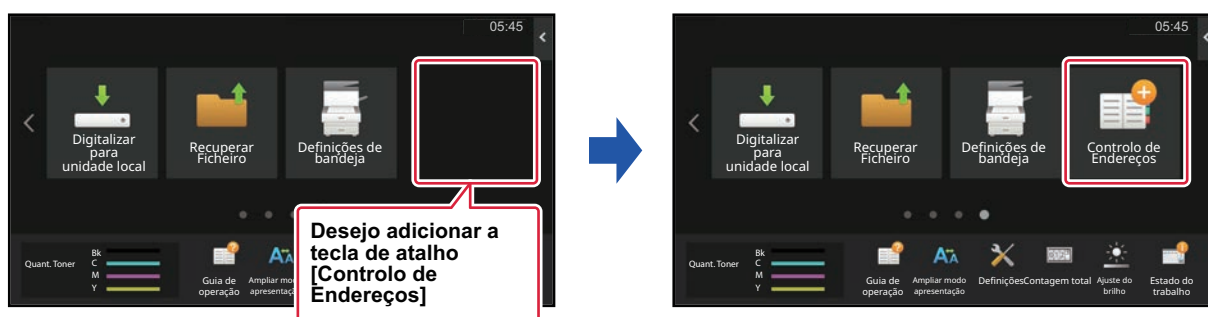 05:45
Digitalizar
para
unidade local
Recuperar
Ficheiro
Definições de
bandeja
Desejo adicionar a
tecla de atalho
[Controlo de
Endereços]
Quant. Toner
Bk
C
M
Y
Guia de
operação
Ampliar mod
apresentaçã
05:45
Digitalizar
para
unidade local
Recuperar
Ficheiro
Definições de
bandeja
Controlo de
Endereços
Quant. Toner
Bk
C
M
Y
Guia de
operação
Ampliar modo
apresentação
Definições
Contagem total
Ajuste do
brilho
Estado do
trabalho